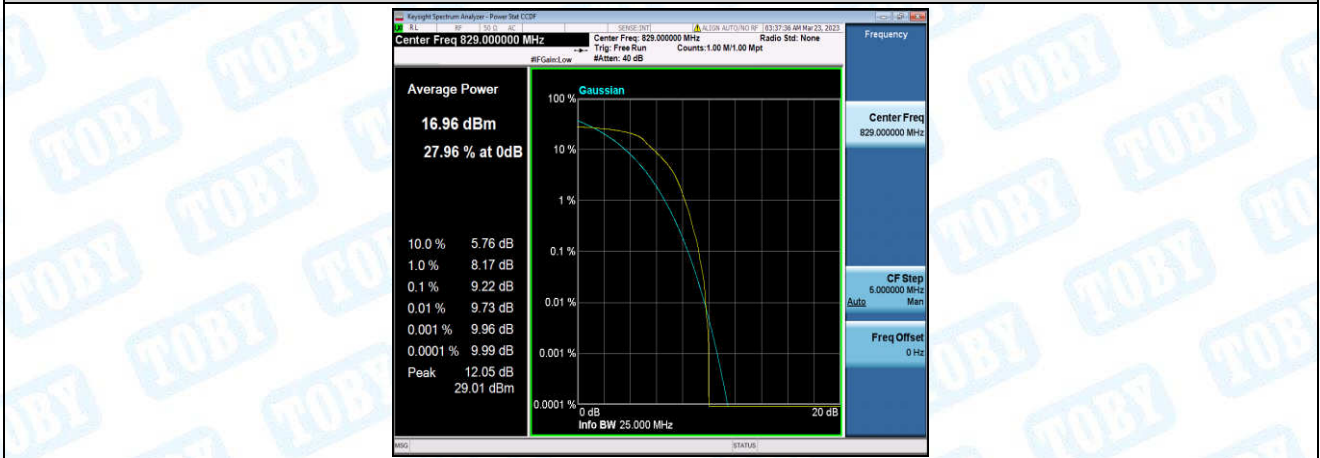 Keysight Spectrum Analyzer - Power Stat CCDF
RL RF 50 Ω AC SENSE:INT ALIGN AUTO/NO RF 03:37:36 AM Mar 23, 2023
Center Freq 829.000000 MHz
Center Freq: 829.000000 MHz Radio Std: None
Trig: Free Run Counts:1.00 M/1.00 Mpt
#IFGain:Low #Atten: 40 dB
Frequency
Average Power
16.96 dBm
27.96 % at 0dB
10.0 % 5.76 dB
1.0 % 8.17 dB
0.1 % 9.22 dB
0.01 % 9.73 dB
0.001 % 9.96 dB
0.0001 % 9.99 dB
Peak 12.05 dB
29.01 dBm
Gaussian
100 %
10 %
1 %
0.1 %
0.01 %
0.001 %
0.0001 %
0 dB 20 dB
Info BW 25.000 MHz
Center Freq
829.000000 MHz
CF Step
5.000000 MHz
Auto Man
Freq Offset
0 Hz
MSG STATUS
TOBY